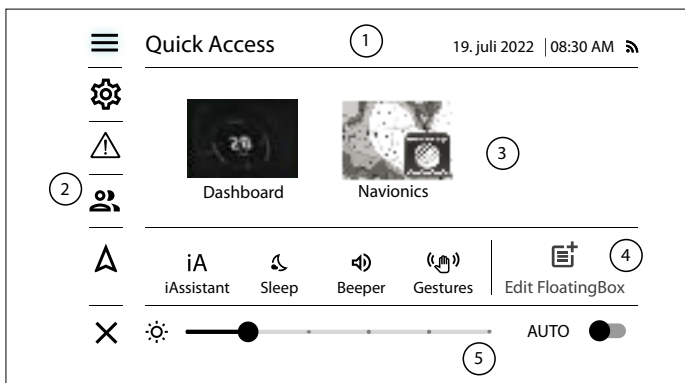 Quick Access
1
19. juli 2022 | 08:30 AM
3
Dashboard
Navionics
2
iA
iAssistant
Sleep
Beeper
Gestures
Edit FloatingBox
4
AUTO
5